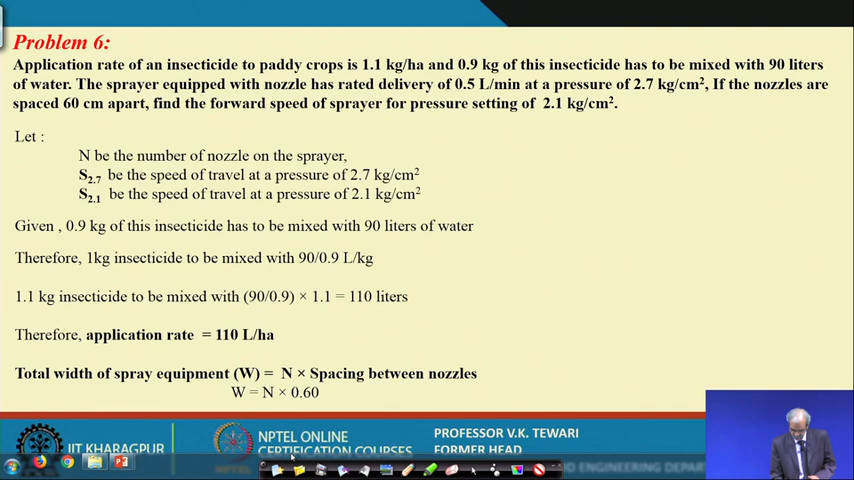 Problem 6:
Application rate of an insecticide to paddy crops is 1.1 kg/ha and 0.9 kg of this insecticide has to be mixed with 90 liters
of water. The sprayer equipped with nozzle has rated delivery of 0.5 L/min at a pressure of 2.7 kg/cm², If the nozzles are
spaced 60 cm apart, find the forward speed of sprayer for pressure setting of 2.1 kg/cm².
Let :
N be the number of nozzle on the sprayer,
S2.7 be the speed of travel at a pressure of 2.7 kg/cm²
S2.1 be the speed of travel at a pressure of 2.1 kg/cm²
Given , 0.9 kg of this insecticide has to be mixed with 90 liters of water
Therefore, 1kg insecticide to be mixed with 90/0.9 L/kg
1.1 kg insecticide to be mixed with (90/0.9) × 1.1 = 110 liters
Therefore, application rate = 110 L/ha
Total width of spray equipment (W) = N × Spacing between nozzles
W = N × 0.60
IIT KHARAGPUR
NPTEL
NPTEL ONLINE
CERTIFICATION COURSES
PROFESSOR V.K. TEWARI
FORMER HEAD
ENGINEERING